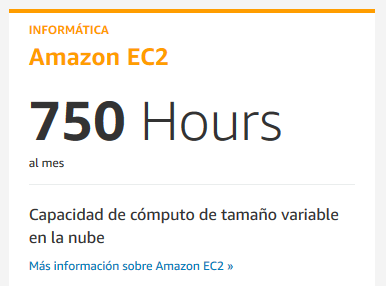 INFORMÁTICA
Amazon EC2
750 Hours
al mes
Capacidad de cómputo de tamaño variable
en la nube
Más información sobre Amazon EC2 »